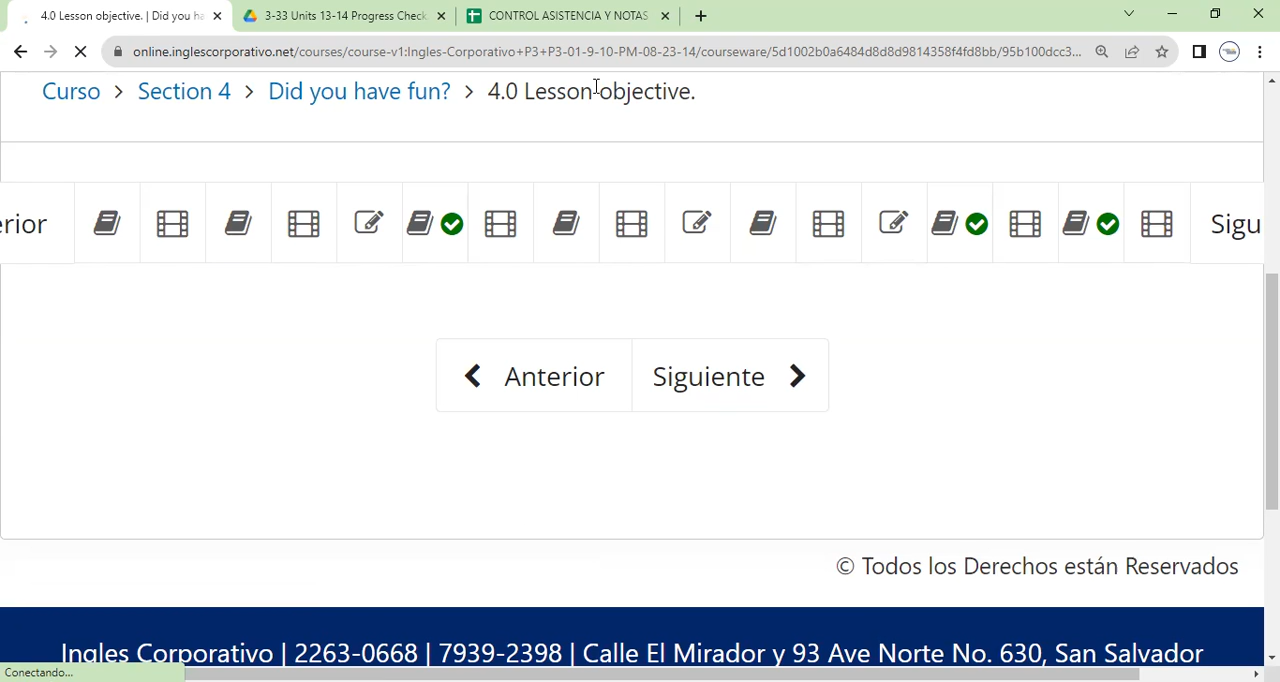 4.0 Lesson objective. | Did you ha
3-33 Units 13-14 Progress Check.
CONTROL ASISTENCIA Y NOTAS
online.inglescorporativo.net/courses/course-v1:Ingles-Corporativo+P3+P3-01-9-10-PM-08-23-14/courseware/5d1002b0a6484d8d8d9814358f4fd8bb/95b100dcc3...
Curso > Section 4 > Did you have fun? > 4.0 Lesson objective.
erior Sigu
Anterior Siguiente
© Todos los Derechos están Reservados
Ingles Corporativo | 2263-0668 | 7939-2398 | Calle El Mirador y 93 Ave Norte No. 630, San Salvador
Conectando...